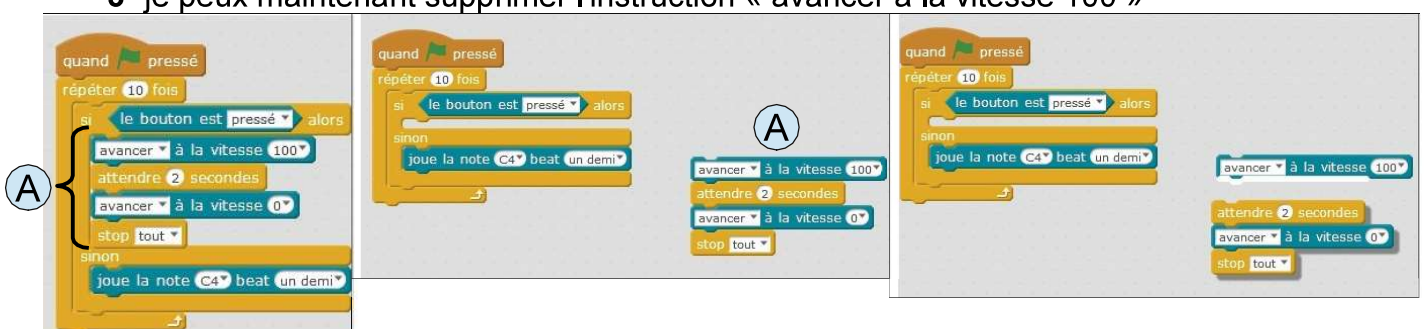 je peux maintenant supprimer l'instruction « avancer à la vitesse 100 »
quand pressé
répéter 10 fois
si le bouton est pressé alors
A
avancer à la vitesse 100
attendre 2 secondes
avancer à la vitesse 0
stop tout
sinon
joue la note C4 beat un demi
quand pressé
répéter 10 fois
si le bouton est pressé alors
sinon
joue la note C4 beat un demi
A
avancer à la vitesse 100
attendre 2 secondes
avancer à la vitesse 0
stop tout
quand pressé
répéter 10 fois
si le bouton est pressé alors
sinon
joue la note C4 beat un demi
avancer à la vitesse 100
attendre 2 secondes
avancer à la vitesse 0
stop tout